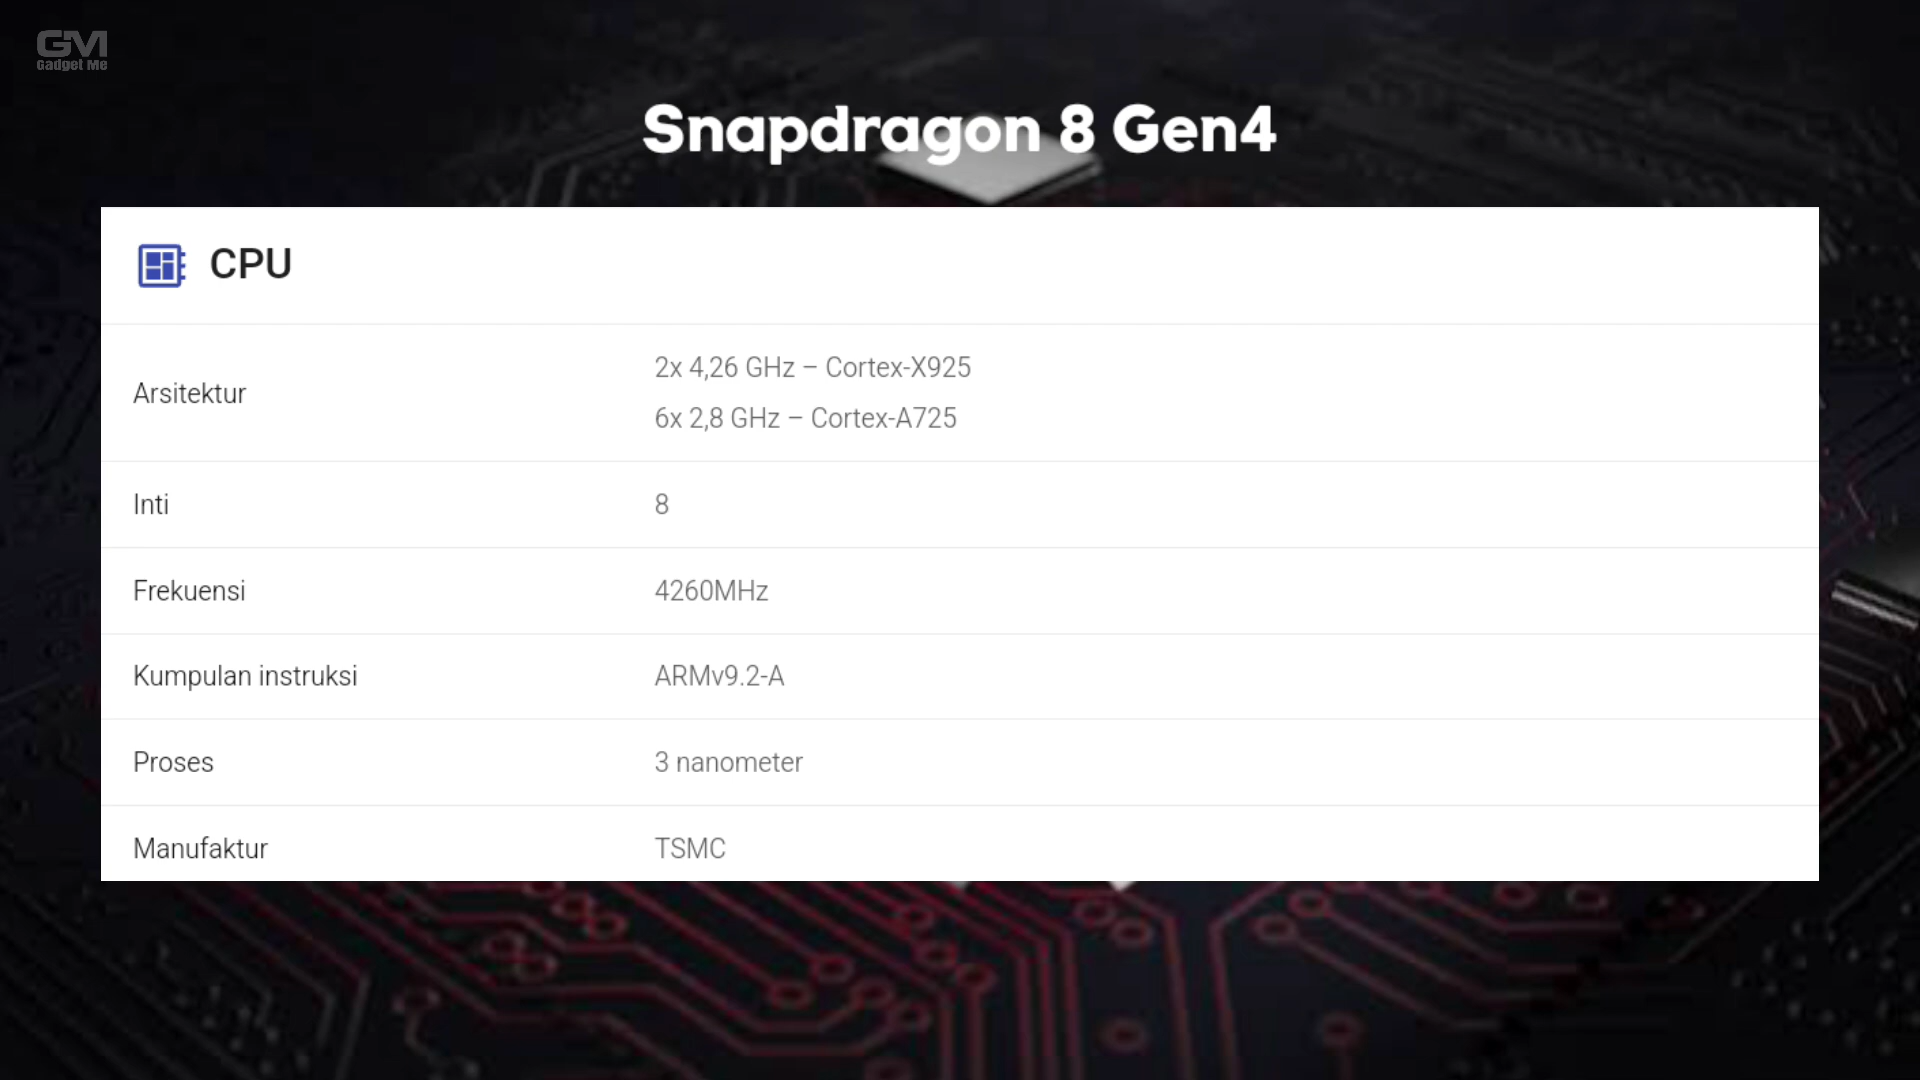 GM
Gadget Me
Snapdragon 8 Gen4
CPU
Arsitektur
2x 4,26 GHz – Cortex-X925
6x 2,8 GHz – Cortex-A725
Inti
8
Frekuensi
4260MHz
Kumpulan instruksi
ARMv9.2-A
Proses
3 nanometer
Manufaktur
TSMC